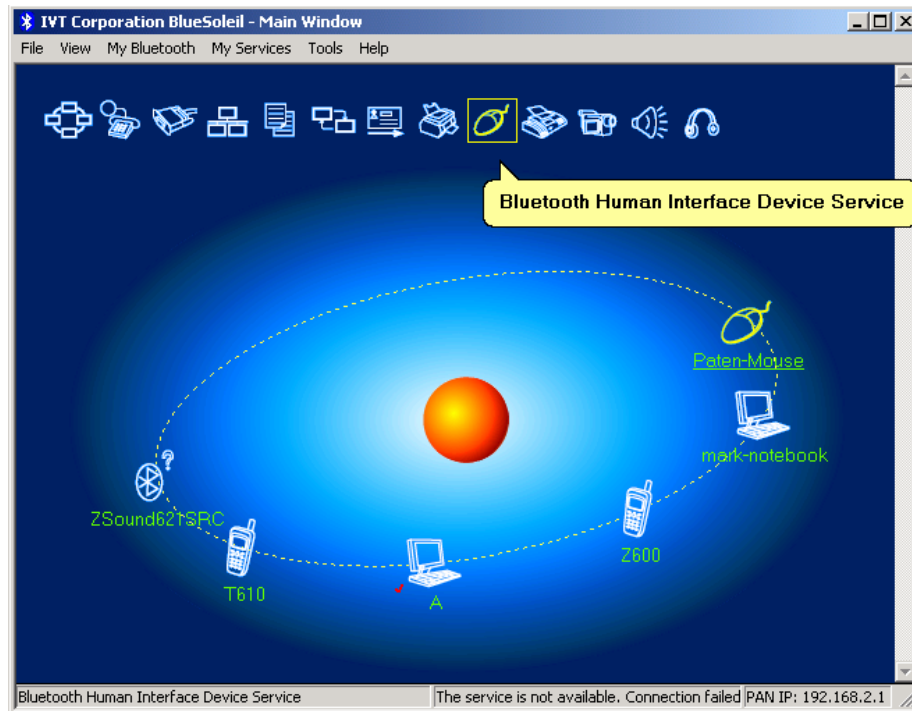 IVT Corporation BlueSoleil - Main Window
File View My Bluetooth My Services Tools Help
Bluetooth Human Interface Device Service
Paten-Mouse
mark-notebook
ZSound621SRC
Z600
T610
A
Bluetooth Human Interface Device Service The service is not available. Connection failed PAN IP: 192.168.2.1